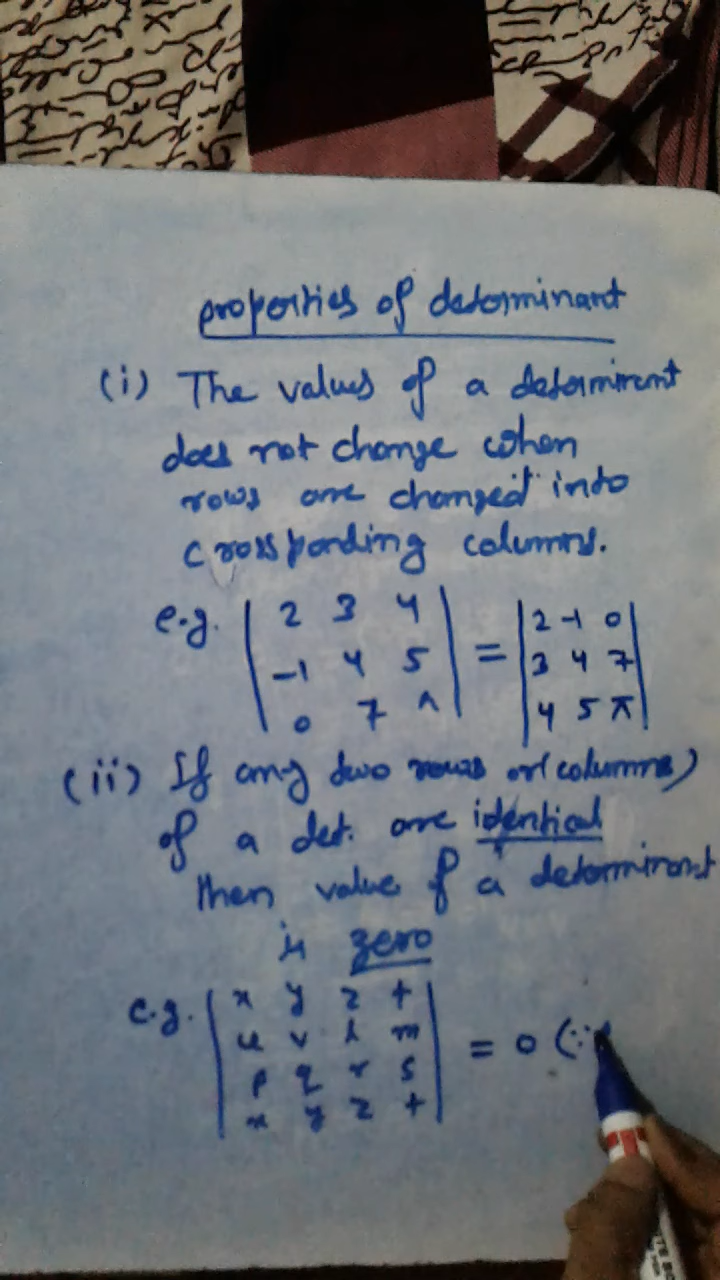 properties of determinant
(i) The values of a determinant
does not change when
rows are changed into
crossponding columns.
e.g. | 2 3 4 | = | 2 -1 0 |
| -1 4 5 | | 3 4 7 |
| 0 7 π | | 4 5 π |
(ii) If any two rows or (columns)
of a det. are identical
then value of a determinant
is zero
e.g. | x y z t |
| u v l m | = 0 (∵
| p q r s |
| x y z t |